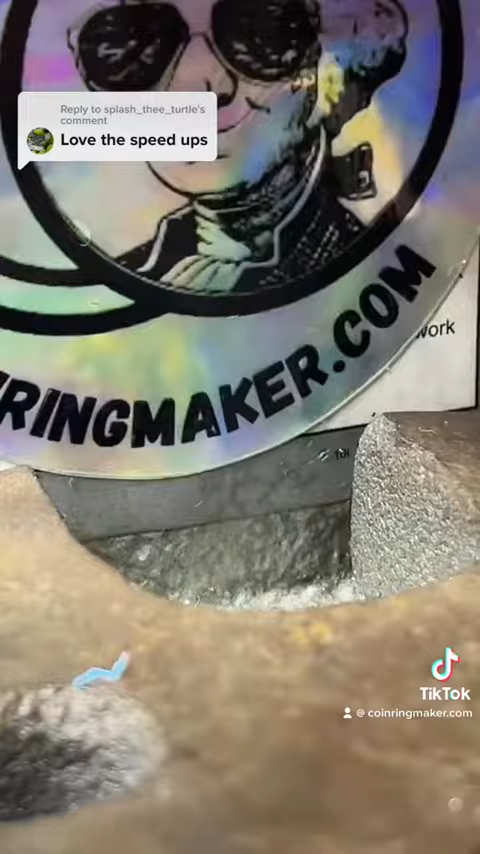 Reply to splash_thee_turtle's
comment
Love the speed ups
RINGMAKER.COM
work
TikTok
@ coinringmaker.com